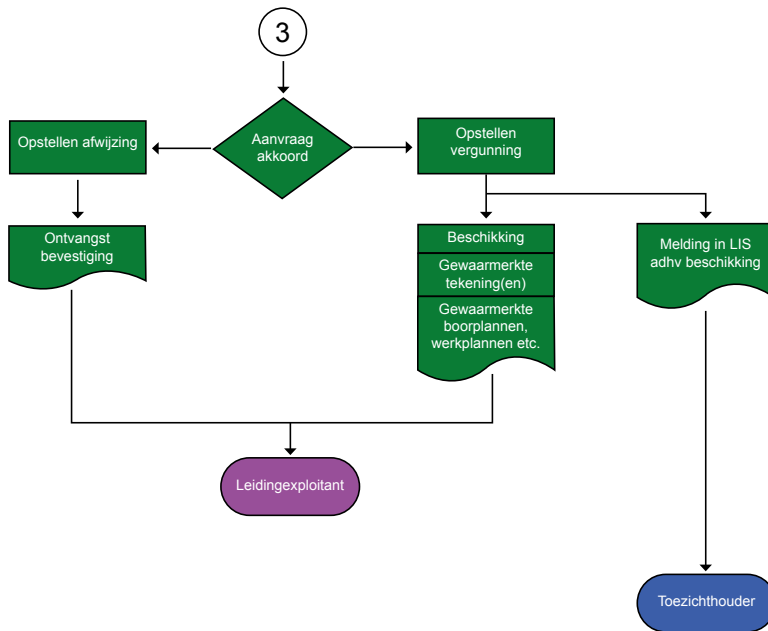 3
Aanvraag
akkoord
Opstellen afwijzing
Opstellen
vergunning
Ontvangst
bevestiging
Beschikking
Gewaarmerkte
tekening(en)
Gewaarmerkte
boorplannen,
werkplannen etc.
Melding in LIS
adhv beschikking
Leidingexploitant
Toezichthouder